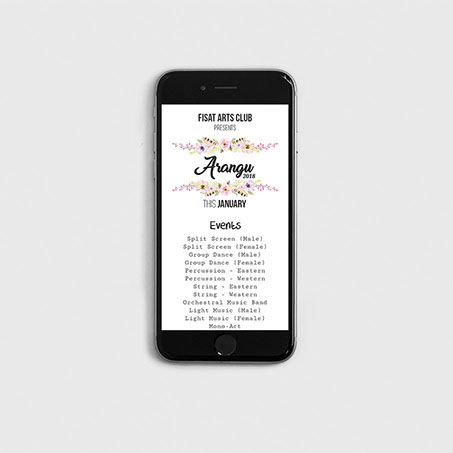 FISAT ARTS CLUB
PRESENTS
Arangu
2018
THIS JANUARY
Events
Split Screen (Male)
Split Screen (Female)
Group Dance (Male)
Group Dance (Female)
Percussion - Eastern
Percussion - Western
String - Eastern
String - Western
Orchestral Music Band
Light Music (Male)
Light Music (Female)
Mono-Act